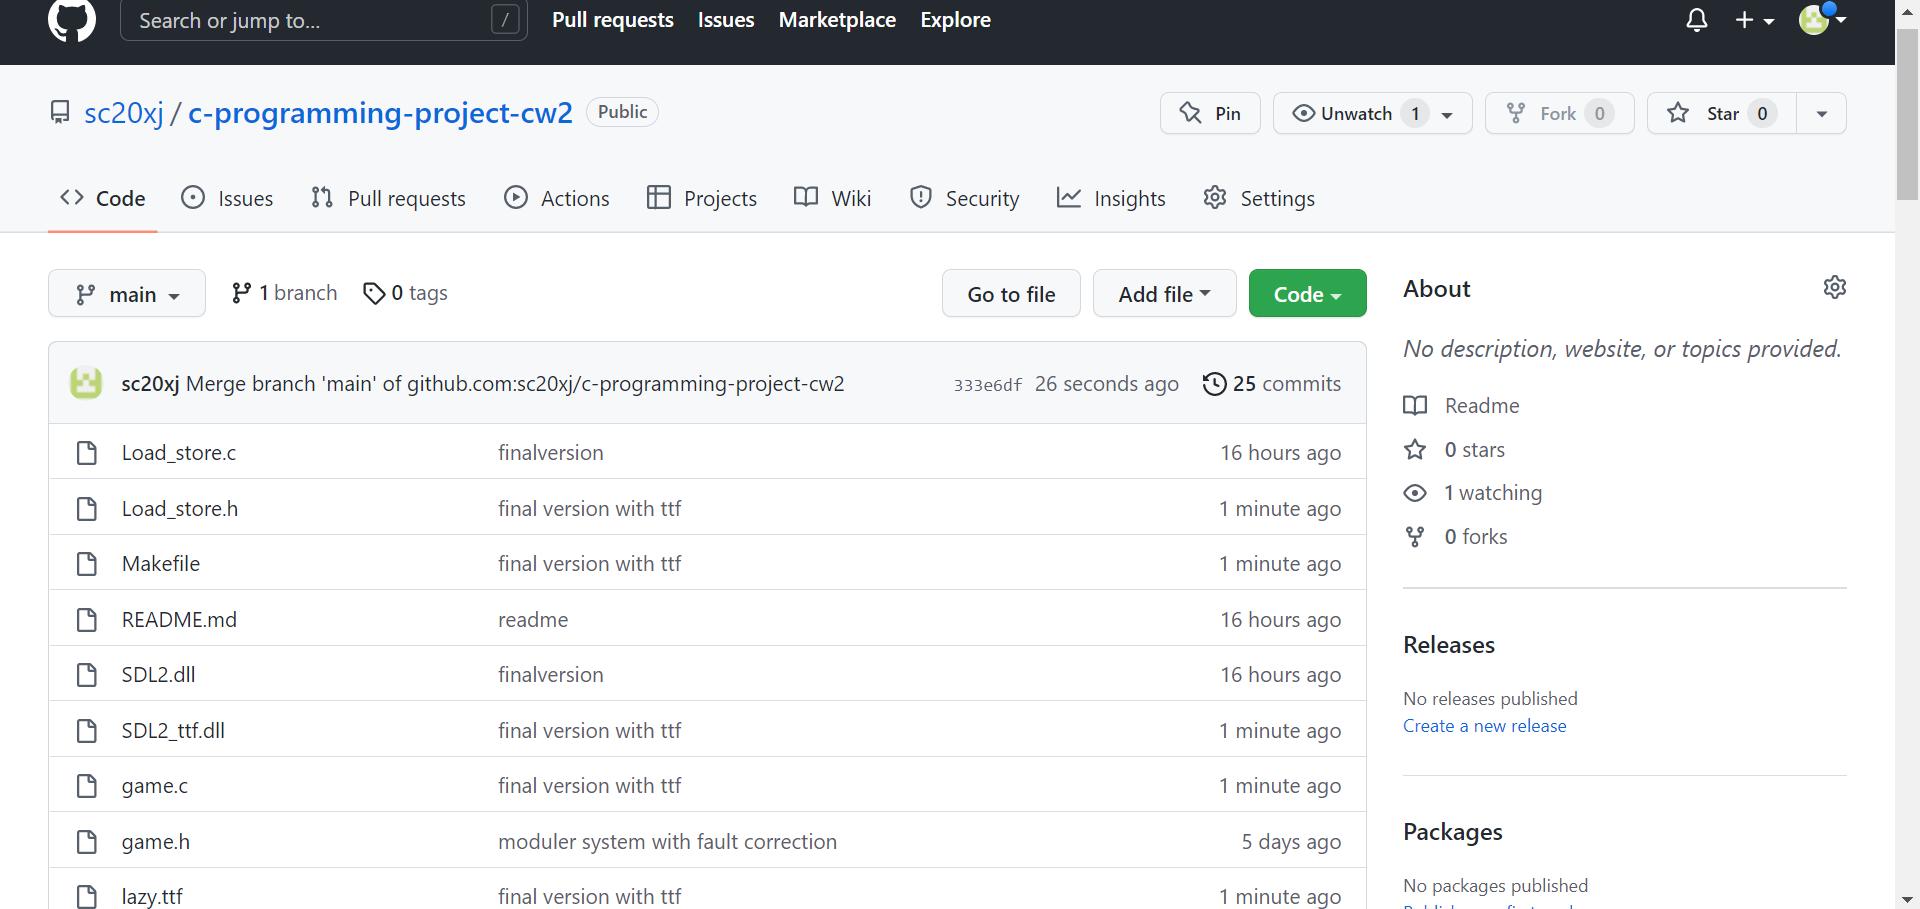 Search or jump to... / Pull requests Issues Marketplace Explore
sc20xj / c-programming-project-cw2 Public Pin Unwatch 1 Fork 0 Star 0
Code Issues Pull requests Actions Projects Wiki Security Insights Settings
main 1 branch 0 tags Go to file Add file Code
sc20xj Merge branch 'main' of github.com:sc20xj/c-programming-project-cw2 333e6df 26 seconds ago 25 commits
Load_store.c finalversion 16 hours ago
Load_store.h final version with ttf 1 minute ago
Makefile final version with ttf 1 minute ago
README.md readme 16 hours ago
SDL2.dll finalversion 16 hours ago
SDL2_ttf.dll final version with ttf 1 minute ago
game.c final version with ttf 1 minute ago
game.h moduler system with fault correction 5 days ago
lazy.ttf final version with ttf 1 minute ago
About
No description, website, or topics provided.
Readme
0 stars
1 watching
0 forks
Releases
No releases published
Create a new release
Packages
No packages published